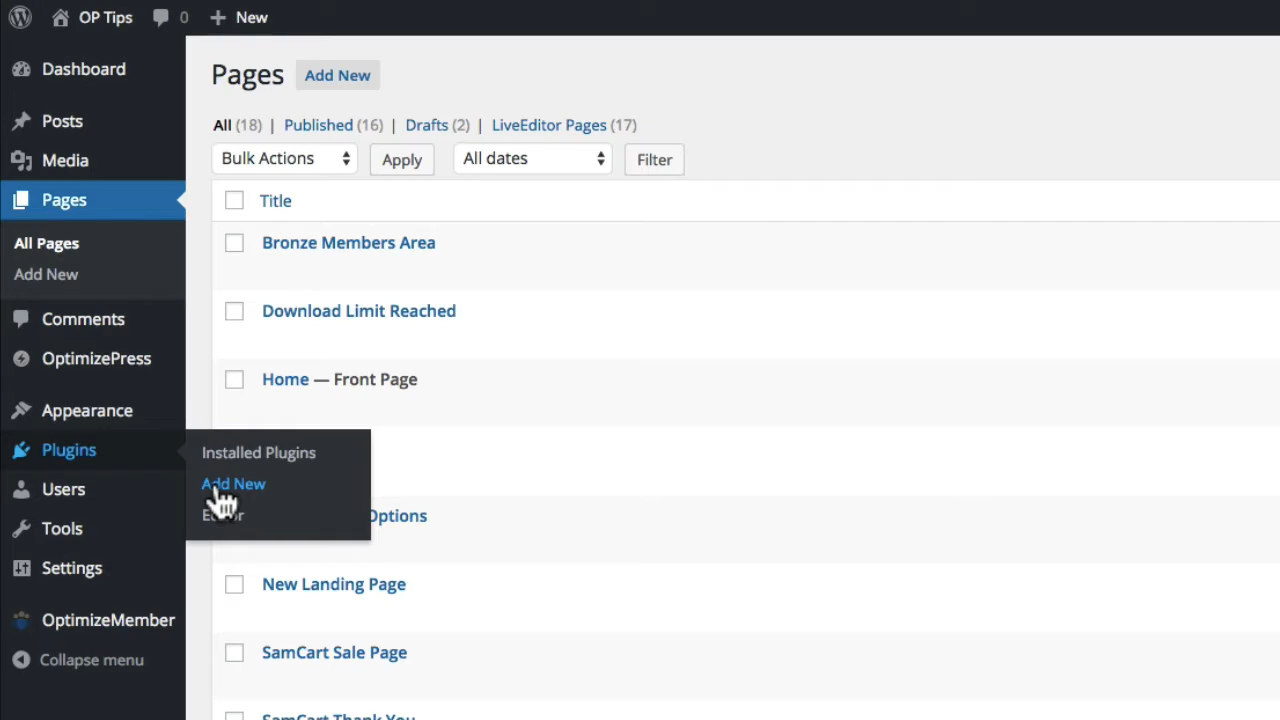 OP Tips 0 New
Dashboard
Posts
Media
Pages
All Pages
Add New
Comments
OptimizePress
Appearance
Plugins
Users
Tools
Settings
OptimizeMember
Collapse menu
Pages Add New
All (18) | Published (16) | Drafts (2) | LiveEditor Pages (17)
Bulk Actions Apply All dates Filter
Title
Bronze Members Area
Download Limit Reached
Home — Front Page
Installed Plugins
Add New
Editor
Options
New Landing Page
SamCart Sale Page
SamCart Thank You